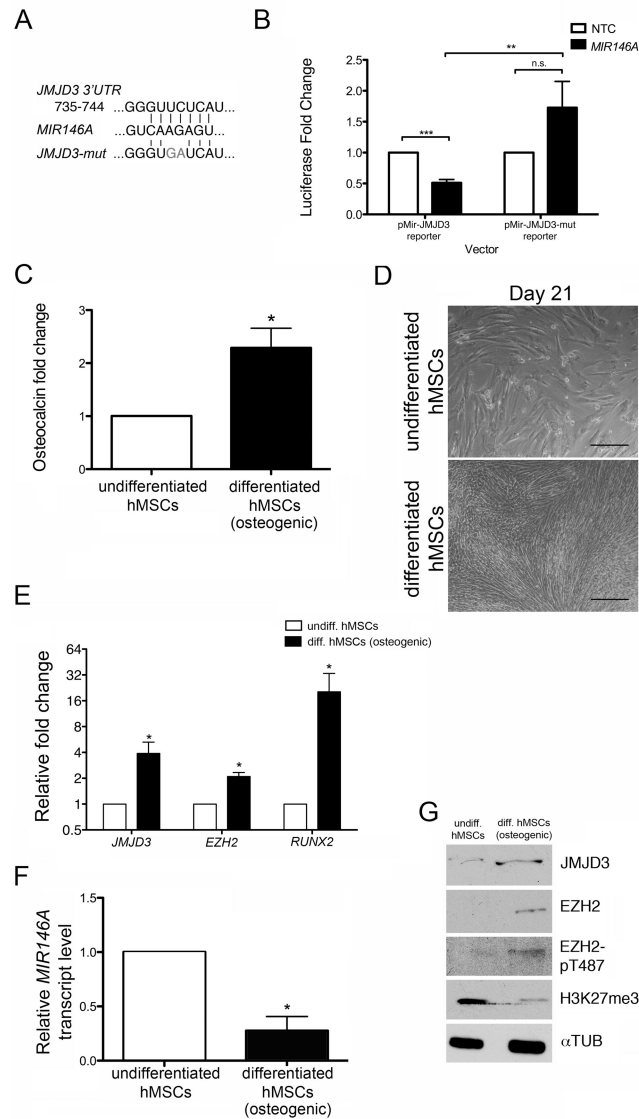 A
JMJD3 3'UTR
735-744 ...GGGUUCUCAU...
MIR146A ...GUCAAGAGU...
JMJD3-mut ...GGGUGAUCAU...
B
NTC
MIR146A
Luciferase Fold Change
2.5
2.0
1.5
1.0
0.5
0.0
**
n.s.
***
pMir-JMJD3
reporter
pMir-JMJD3-mut
reporter
Vector
C
Osteocalcin fold change
3
2
1
0
*
undifferentiated
hMSCs
differentiated
hMSCs
(osteogenic)
D
Day 21
undifferentiated
hMSCs
differentiated
hMSCs
E
undiff. hMSCs
diff. hMSCs (osteogenic)
Relative fold change
64
32
16
8
4
2
1
0.5
*
*
*
JMJD3
EZH2
RUNX2
F
Relative MIR146A
transcript level
1.5
1.0
0.5
0.0
*
undifferentiated
hMSCs
differentiated
hMSCs
(osteogenic)
G
undiff.
hMSCs
diff. hMSCs
(osteogenic)
JMJD3
EZH2
EZH2-
pT487
H3K27me3
αTUB